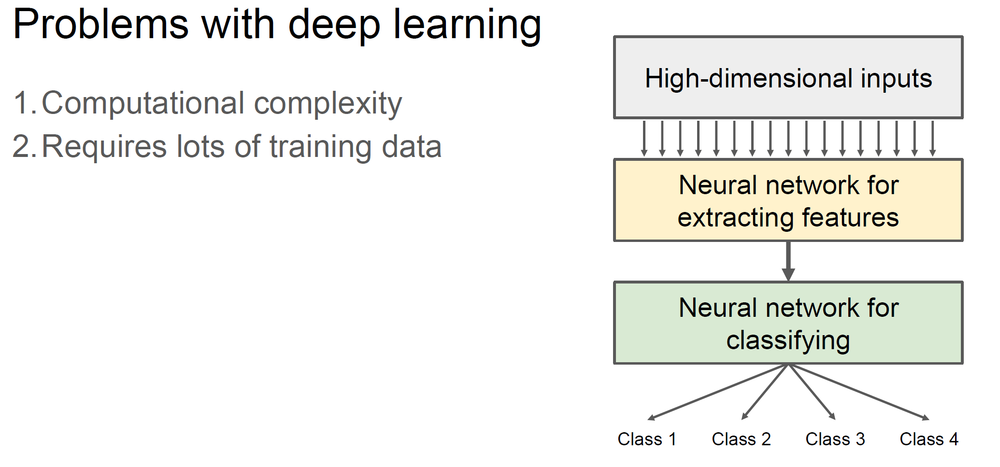 Problems with deep learning
1. Computational complexity
2. Requires lots of training data
High-dimensional inputs
Neural network for
extracting features
Neural network for
classifying
Class 1
Class 2
Class 3
Class 4